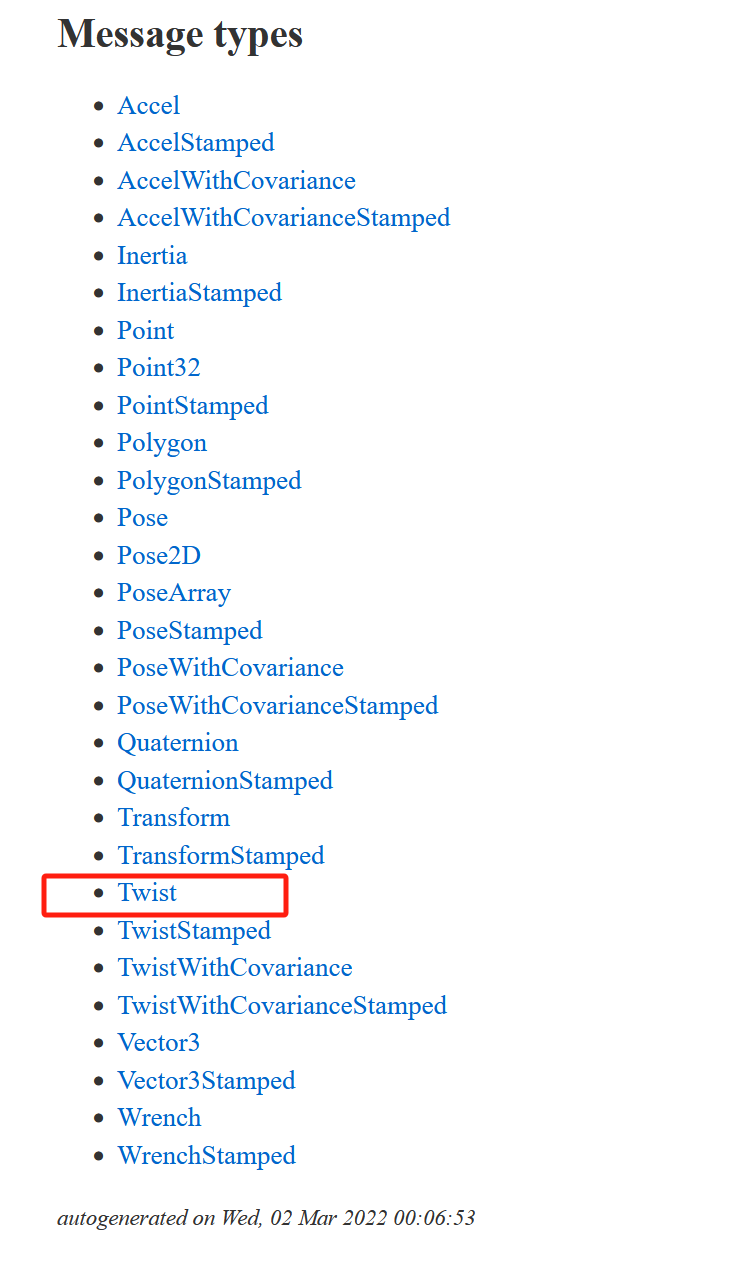 Message types
Accel
AccelStamped
AccelWithCovariance
AccelWithCovarianceStamped
Inertia
InertiaStamped
Point
Point32
PointStamped
Polygon
PolygonStamped
Pose
Pose2D
PoseArray
PoseStamped
PoseWithCovariance
PoseWithCovarianceStamped
Quaternion
QuaternionStamped
Transform
TransformStamped
Twist
TwistStamped
TwistWithCovariance
TwistWithCovarianceStamped
Vector3
Vector3Stamped
Wrench
WrenchStamped
autogenerated on Wed, 02 Mar 2022 00:06:53